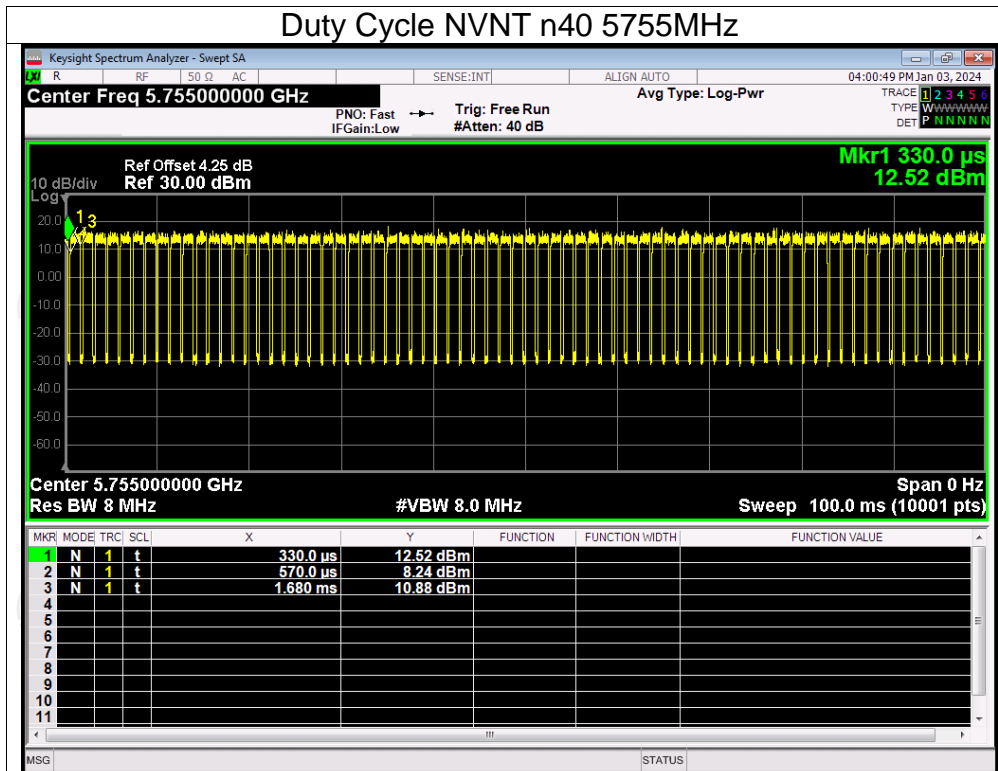 Duty Cycle NVNT n40 5755MHz
Keysight Spectrum Analyzer - Swept SA
LXI R RF 50 Ω AC SENSE:INT ALIGN AUTO 04:00:49 PM Jan 03, 2024
Center Freq 5.755000000 GHz Avg Type: Log-Pwr TRACE 1 2 3 4 5 6
PNO: Fast Trig: Free Run TYPE WWWWWW
IFGain:Low #Atten: 40 dB DET P N N N N N
Mkr1 330.0 µs
Ref Offset 4.25 dB
10 dB/div Ref 30.00 dBm 12.52 dBm
Log
20.0
1 3
10.0
0.00
-10.0
-20.0
-30.0
-40.0
-50.0
-60.0
Center 5.755000000 GHz Span 0 Hz
Res BW 8 MHz #VBW 8.0 MHz Sweep 100.0 ms (10001 pts)
MKR MODE TRC SCL X Y FUNCTION FUNCTION WIDTH FUNCTION VALUE
1 N 1 t 330.0 µs 12.52 dBm
2 N 1 t 570.0 µs 8.24 dBm
3 N 1 t 1.680 ms 10.88 dBm
4
5
6
7
8
9
10
11
MSG STATUS